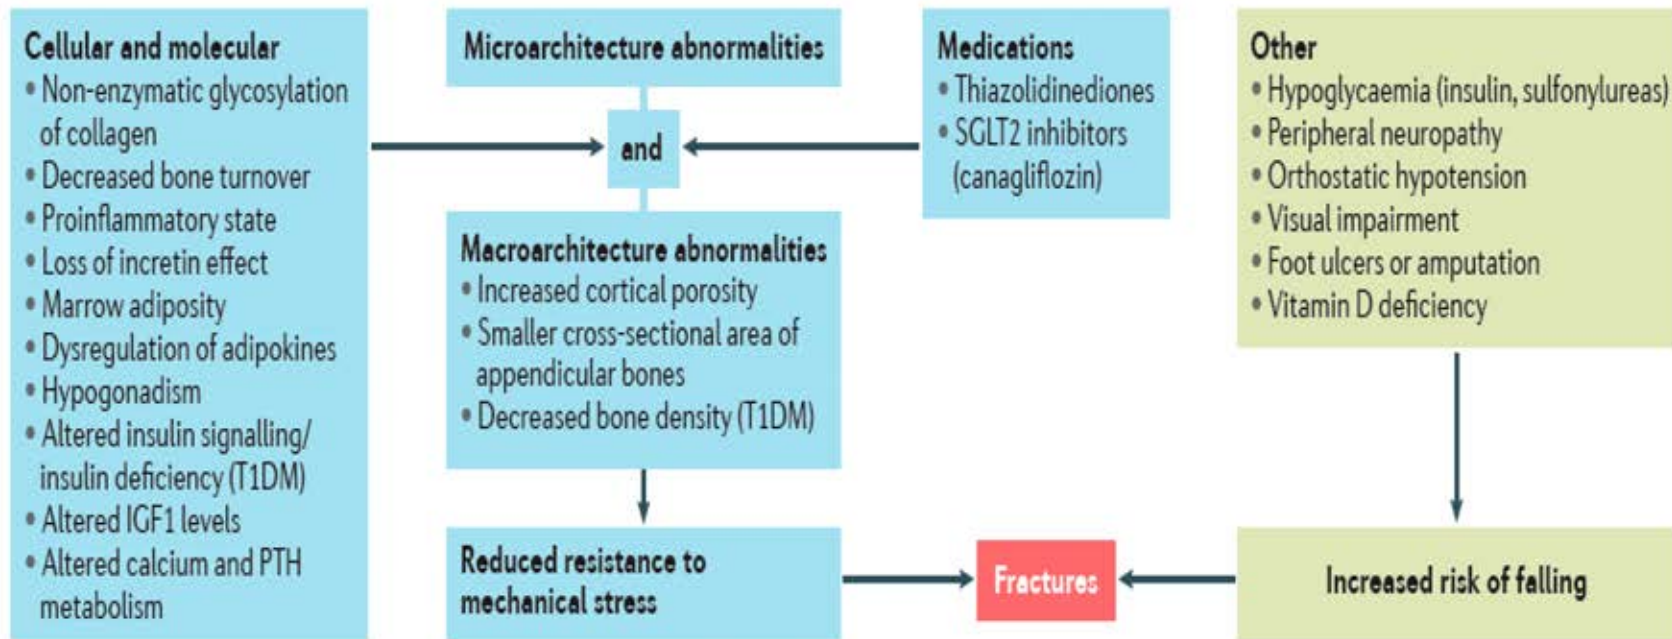 Cellular and molecular
• Non-enzymatic glycosylation
of collagen
• Decreased bone turnover
• Proinflammatory state
• Loss of incretin effect
• Marrow adiposity
• Dysregulation of adipokines
• Hypogonadism
• Altered insulin signalling/
insulin deficiency (T1DM)
• Altered IGF1 levels
• Altered calcium and PTH
metabolism
Microarchitecture abnormalities
and
Macroarchitecture abnormalities
• Increased cortical porosity
• Smaller cross-sectional area of
appendicular bones
• Decreased bone density (T1DM)
Reduced resistance to
mechanical stress
Medications
• Thiazolidinediones
• SGLT2 inhibitors
(canagliflozin)
Fractures
Other
• Hypoglycaemia (insulin, sulfonylureas)
• Peripheral neuropathy
• Orthostatic hypotension
• Visual impairment
• Foot ulcers or amputation
• Vitamin D deficiency
Increased risk of falling